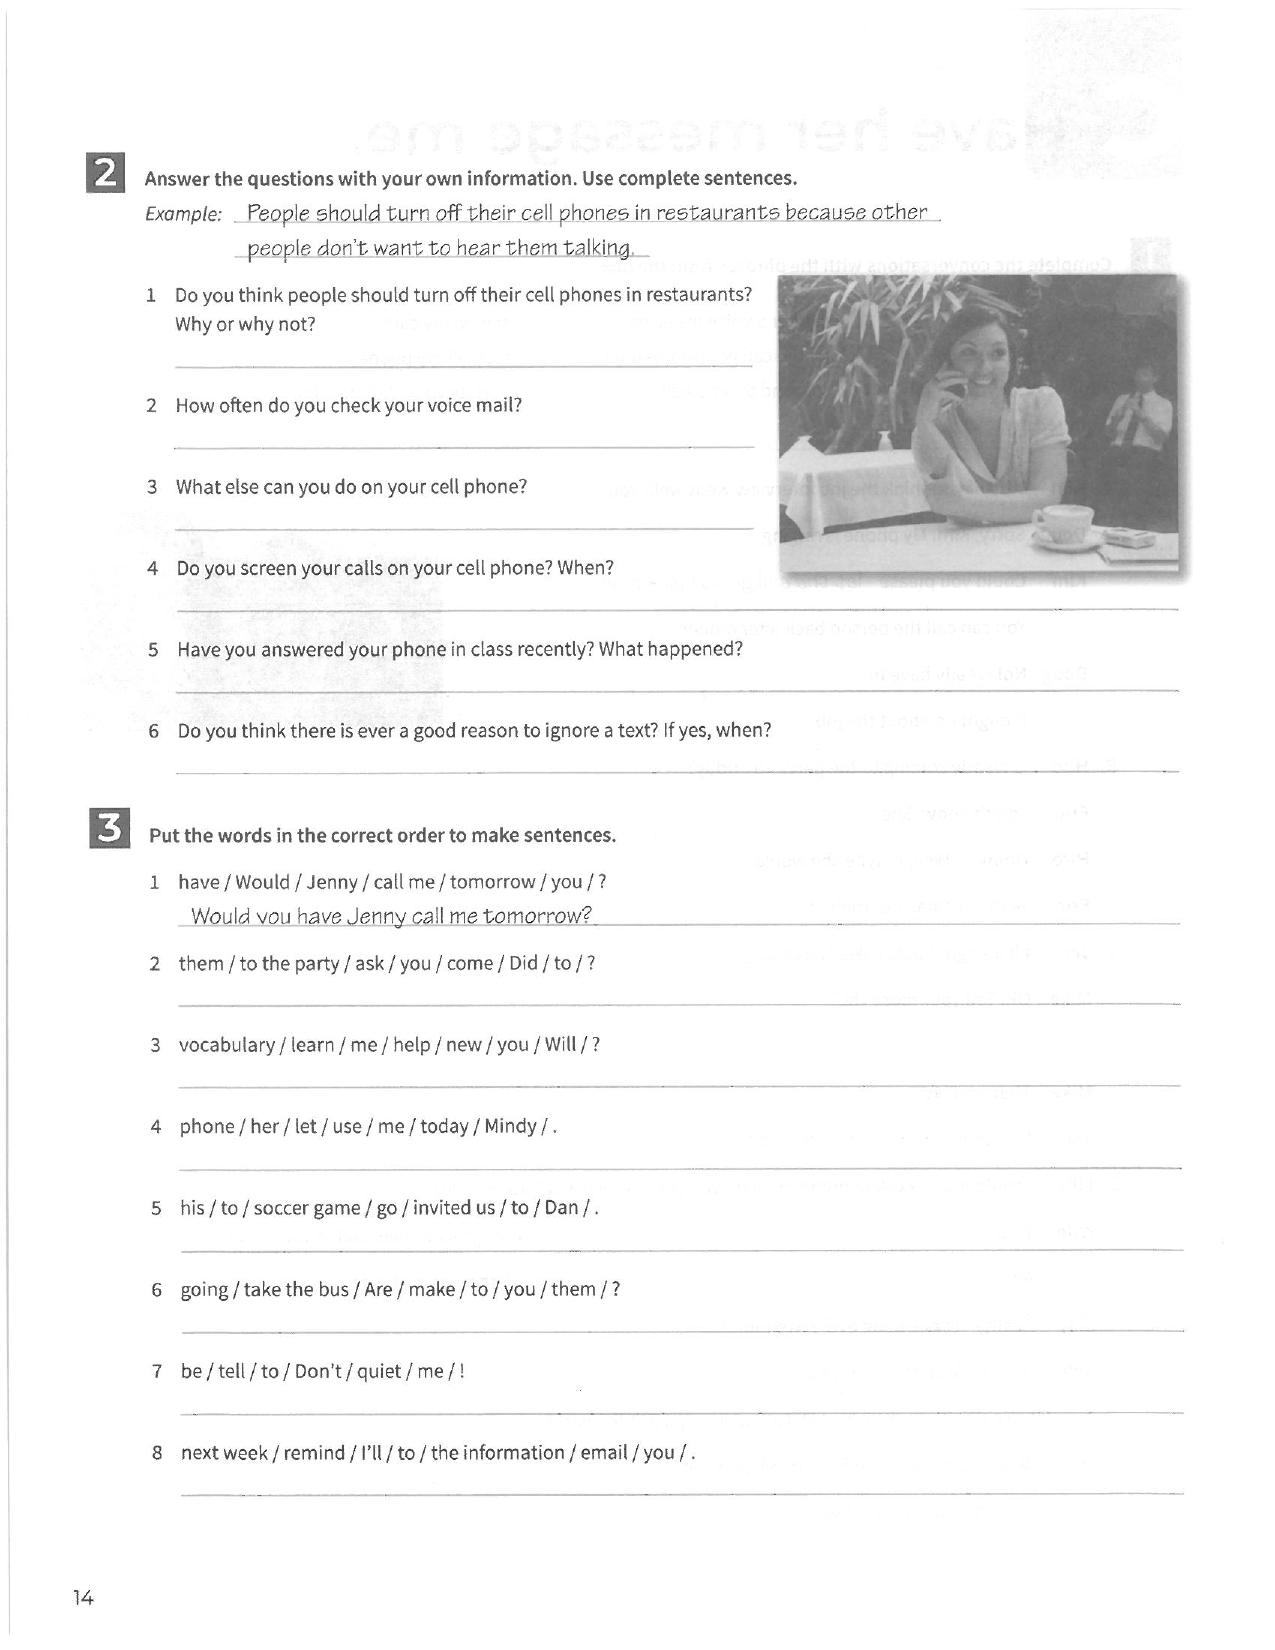 2 Answer the questions with your own information. Use complete sentences.
Example: People should turn off their cell phones in restaurants because other
people don't want to hear them talking.
1 Do you think people should turn off their cell phones in restaurants?
Why or why not?
2 How often do you check your voice mail?
3 What else can you do on your cell phone?
4 Do you screen your calls on your cell phone? When?
5 Have you answered your phone in class recently? What happened?
6 Do you think there is ever a good reason to ignore a text? If yes, when?
3 Put the words in the correct order to make sentences.
1 have / Would / Jenny / call me / tomorrow / you / ?
Would you have Jenny call me tomorrow?
2 them / to the party / ask / you / come / Did / to / ?
3 vocabulary / learn / me / help / new / you / Will / ?
4 phone / her / let / use / me / today / Mindy / .
5 his / to / soccer game / go / invited us / to / Dan / .
6 going / take the bus / Are / make / to / you / them / ?
7 be / tell / to / Don't / quiet / me / !
8 next week / remind / I'll / to / the information / email / you / .
14